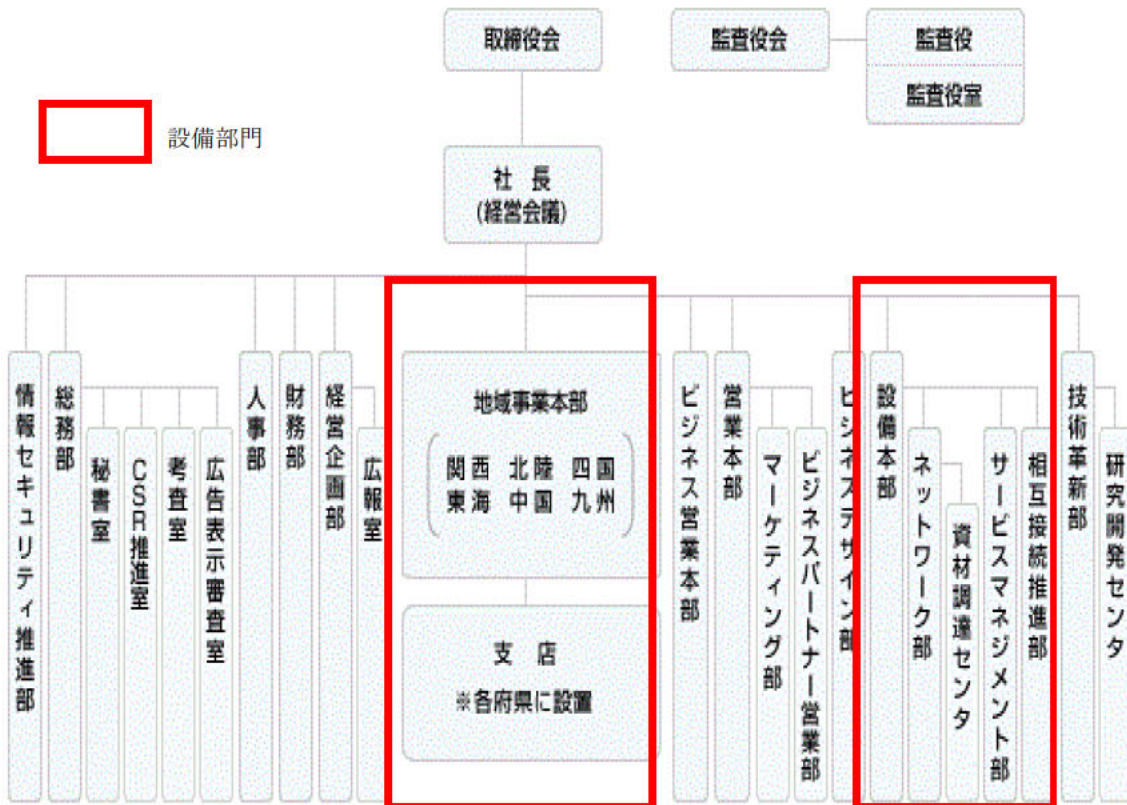 取締役会
監査役会
監査役
監査役室
設備部門
社 長
(経営会議)
情報セキュリティ推進部
総務部
秘書室
CSR推進室
考査室
広告表示審査室
人事部
財務部
経営企画部
広報室
地域事業本部
関西 北陸 四国
東海 中国 九州
支 店
※各府県に設置
ビジネス営業本部
営業本部
マーケティング部
ビジネスパートナー営業部
ビジネスデザイン部
設備本部
ネットワーク部
資材調達センタ
サービスマネジメント部
相互接続推進部
技術革新部
研究開発センタ